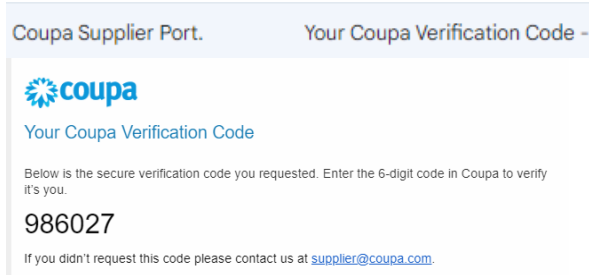 Coupa Supplier Port. Your Coupa Verification Code -
coupa
Your Coupa Verification Code
Below is the secure verification code you requested. Enter the 6-digit code in Coupa to verify
it's you.
986027
If you didn't request this code please contact us at supplier@coupa.com.